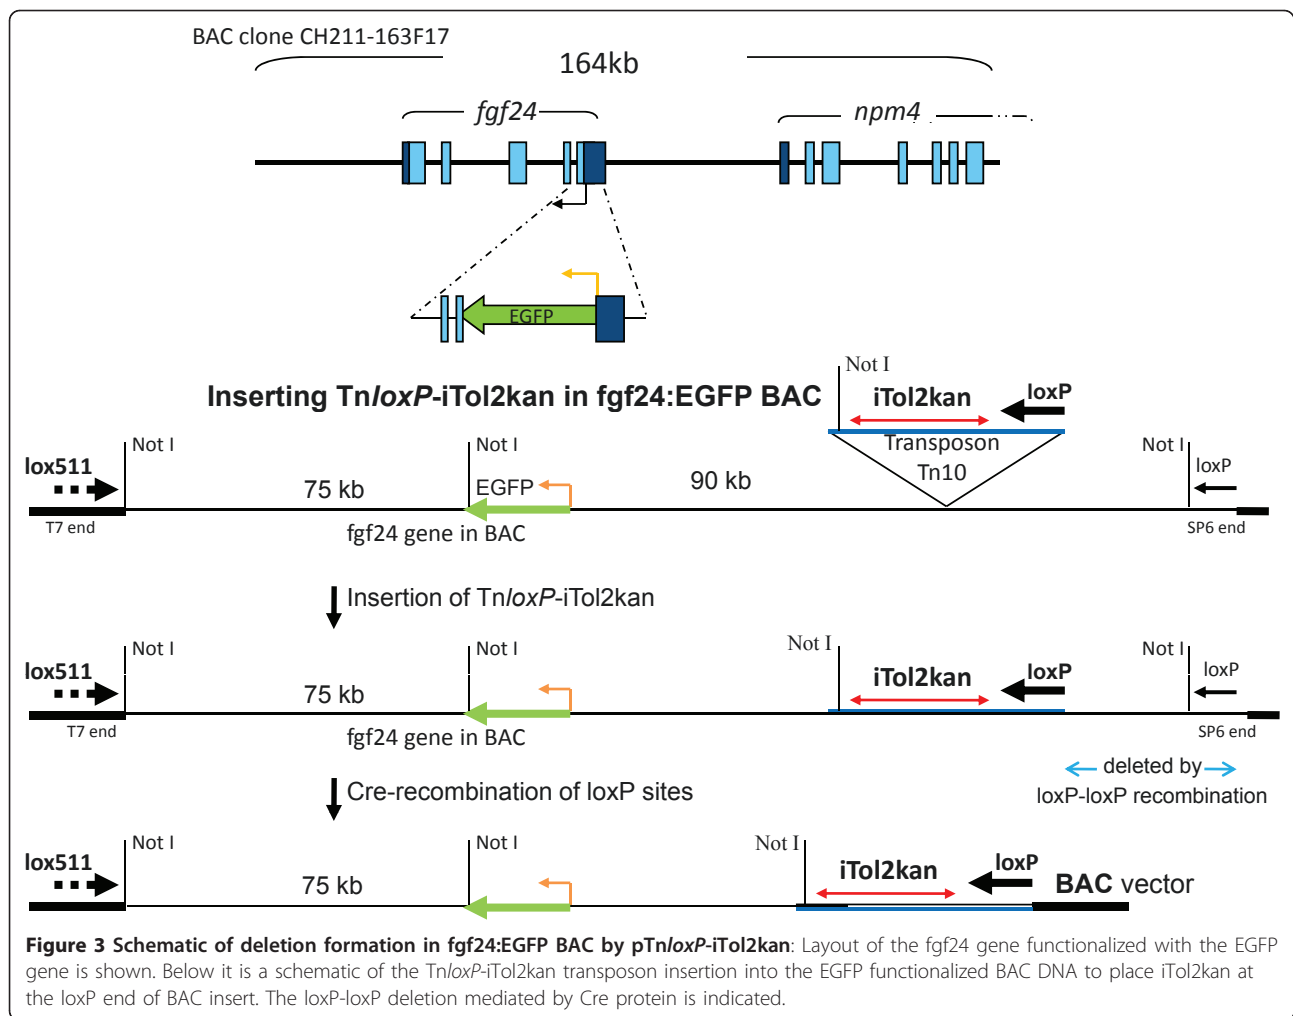 BAC clone CH211-163F17
164kb
fgf24
npm4
EGFP
Inserting TnloxP-iTol2kan in fgf24:EGFP BAC
Not I
iTol2kan
loxP
Transposon
Tn10
lox511
Not I
75 kb
Not I
EGFP
90 kb
Not I
loxP
T7 end
fgf24 gene in BAC
SP6 end
Insertion of TnloxP-iTol2kan
lox511
Not I
75 kb
Not I
Not I
iTol2kan
loxP
Not I
loxP
T7 end
fgf24 gene in BAC
SP6 end
deleted by
loxP-loxP recombination
Cre-recombination of loxP sites
lox511
Not I
75 kb
Not I
Not I
iTol2kan
loxP
BAC vector
Figure 3 Schematic of deletion formation in fgf24:EGFP BAC by pTnloxP-iTol2kan: Layout of the fgf24 gene functionalized with the EGFP
gene is shown. Below it is a schematic of the TnloxP-iTol2kan transposon insertion into the EGFP functionalized BAC DNA to place iTol2kan at
the loxP end of BAC insert. The loxP-loxP deletion mediated by Cre protein is indicated.